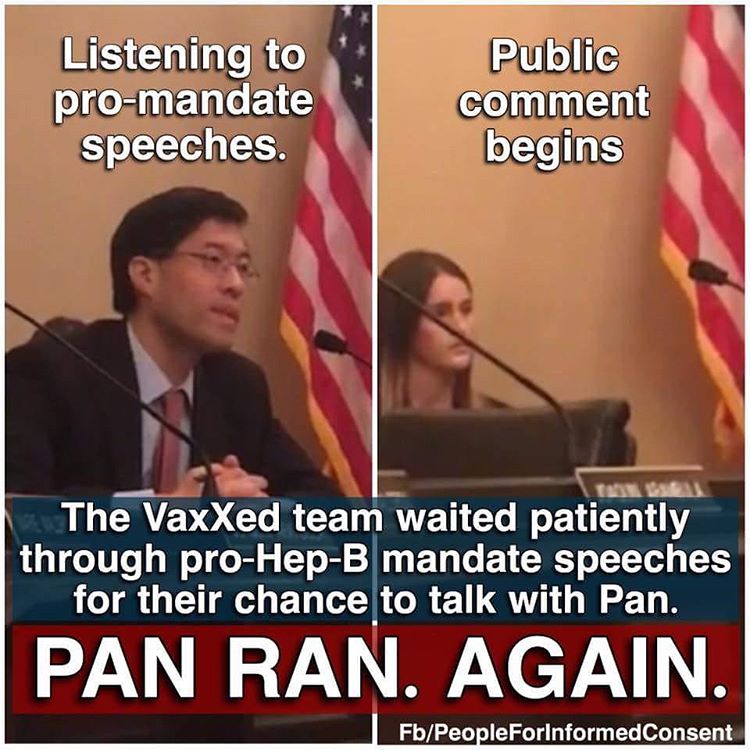 Listening to
pro-mandate
speeches.
Public
comment
begins
The VaxXed team waited patiently
through pro-Hep-B mandate speeches
for their chance to talk with Pan.
PAN RAN. AGAIN.
Fb/PeopleForInformedConsent